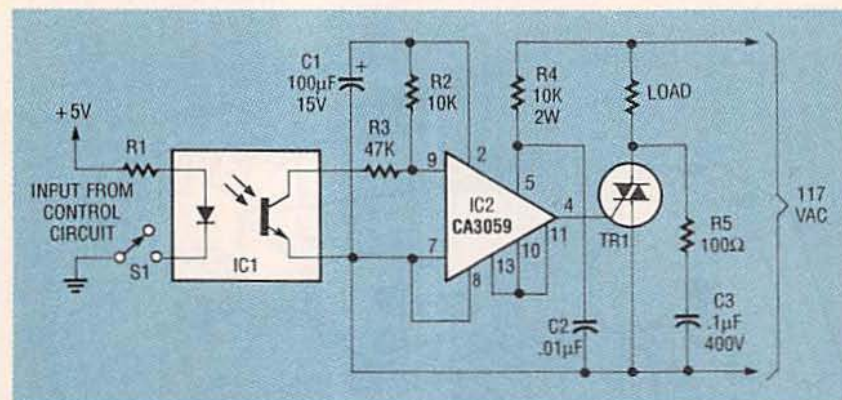 +5V
R1
INPUT FROM
CONTROL
CIRCUIT
S1
IC1
C1
100µF
15V
+
R2
10K
R3
47K
9
2
7
8
IC2
CA3059
5
4
13
10
11
R4
10K
2W
C2
.01µF
LOAD
TR1
R5
100Ω
C3
.1µF
400V
117
VAC